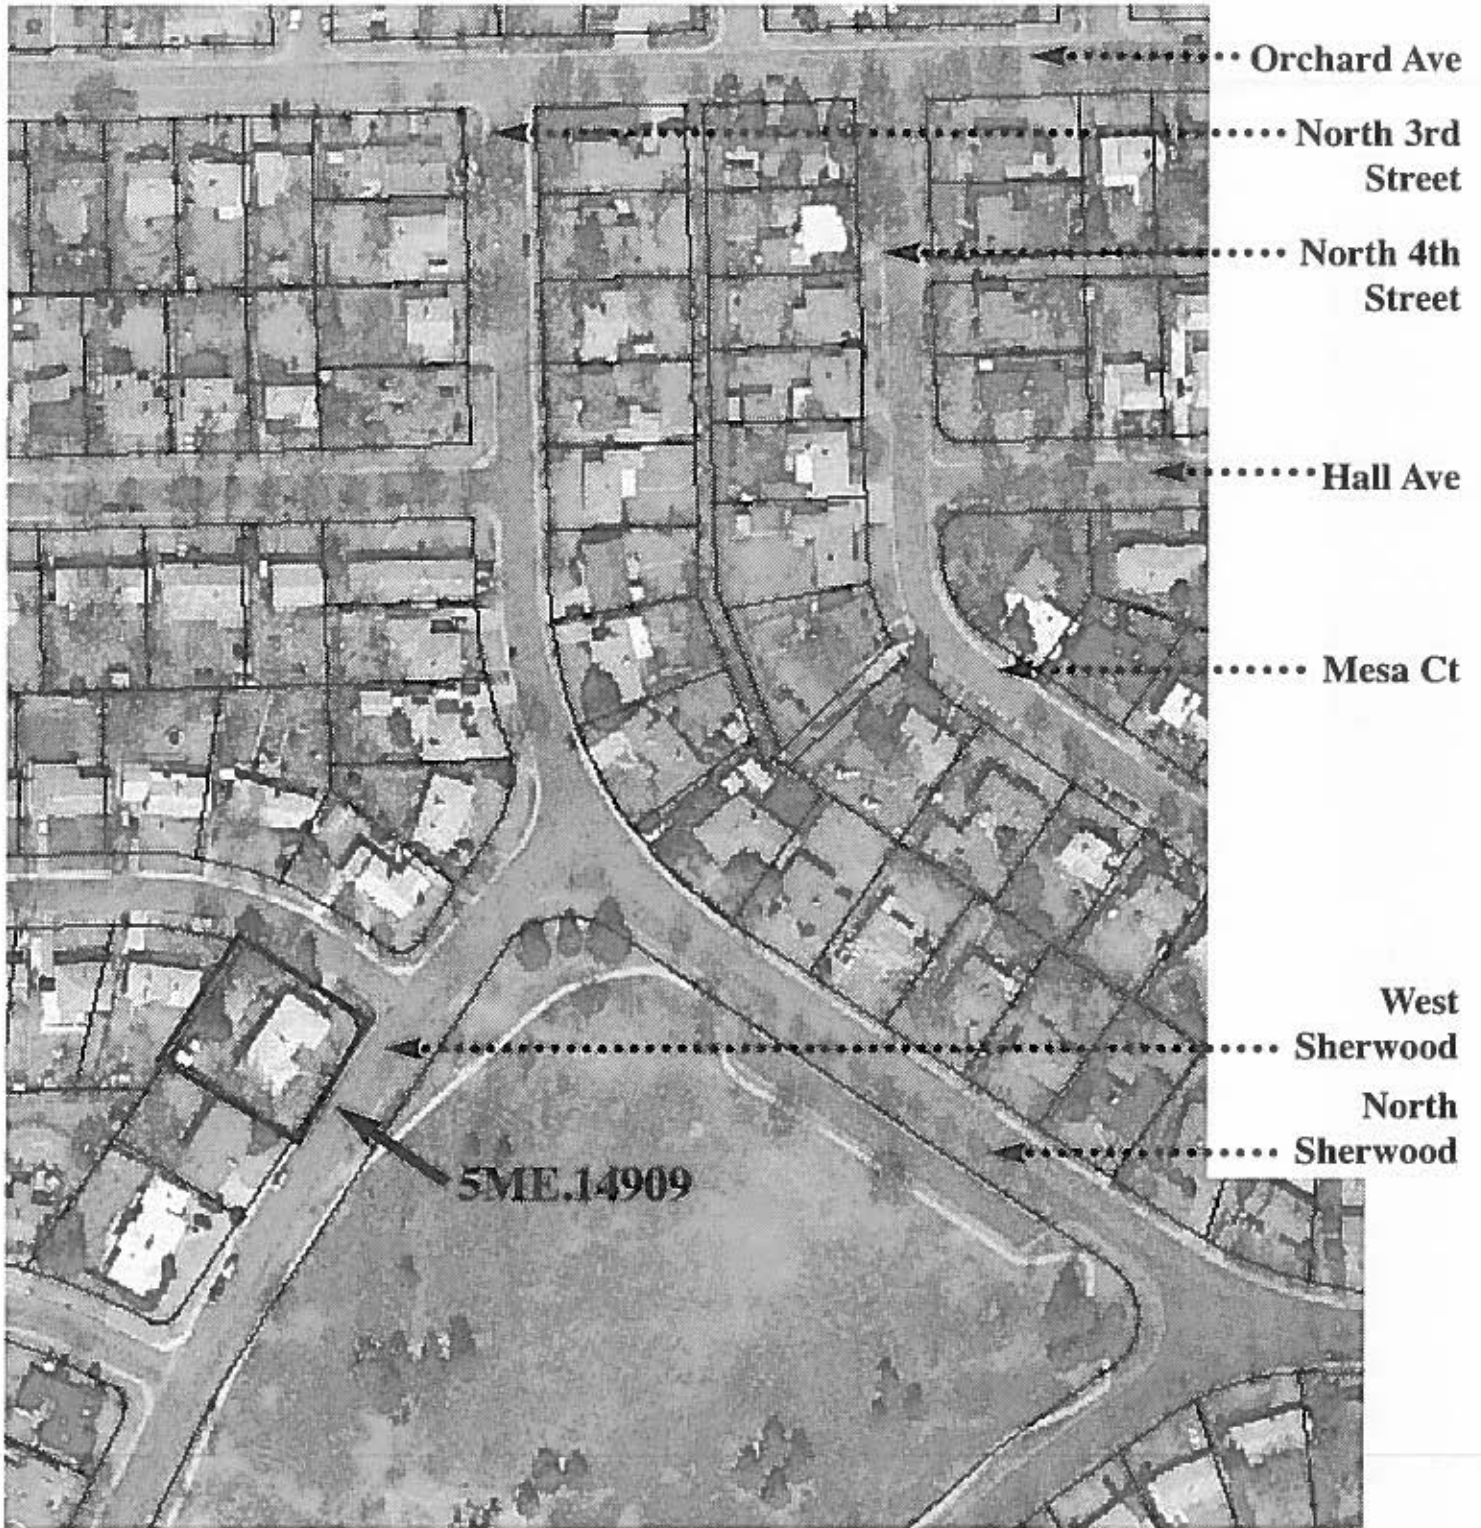 Orchard Ave
North 3rd
Street
North 4th
Street
Hall Ave
Mesa Ct
West
Sherwood
North
Sherwood
5ME.14909